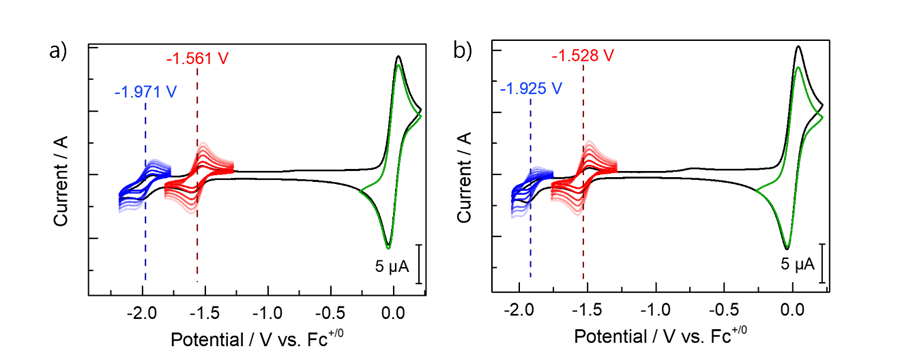 a)
-1.561 V
-1.971 V
Current / A
5 µA
-2.0 -1.5 -1.0 -0.5 0.0
Potential / V vs. Fc+/0
b)
-1.528 V
-1.925 V
Current / A
5 µA
-2.0 -1.5 -1.0 -0.5 0.0
Potential / V vs. Fc+/0